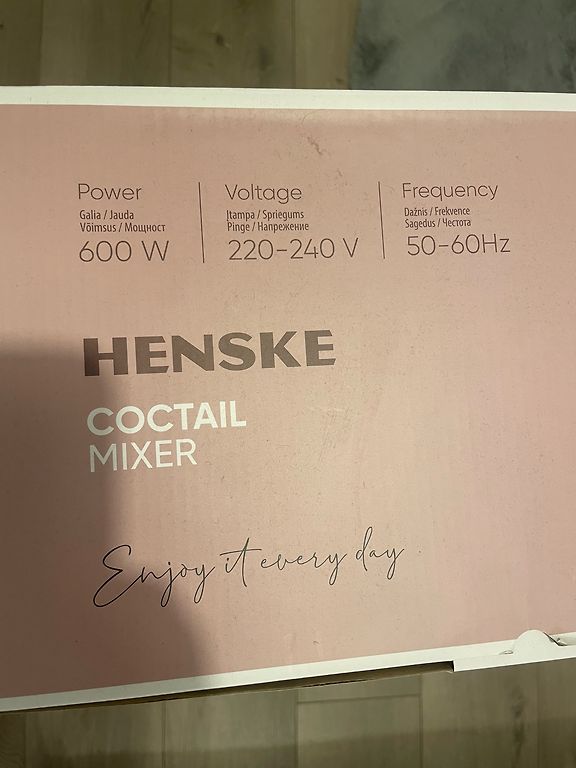 Power
Galia / Jauda
Võimsus / Мощност
600 W
Voltage
Įtampa / Spriegums
Pinge / Напрежение
220-240 V
Frequency
Dažnis / Frekvence
Sagedus / Честота
50-60Hz
HENSKE
COCTAIL
MIXER
Enjoy it every day